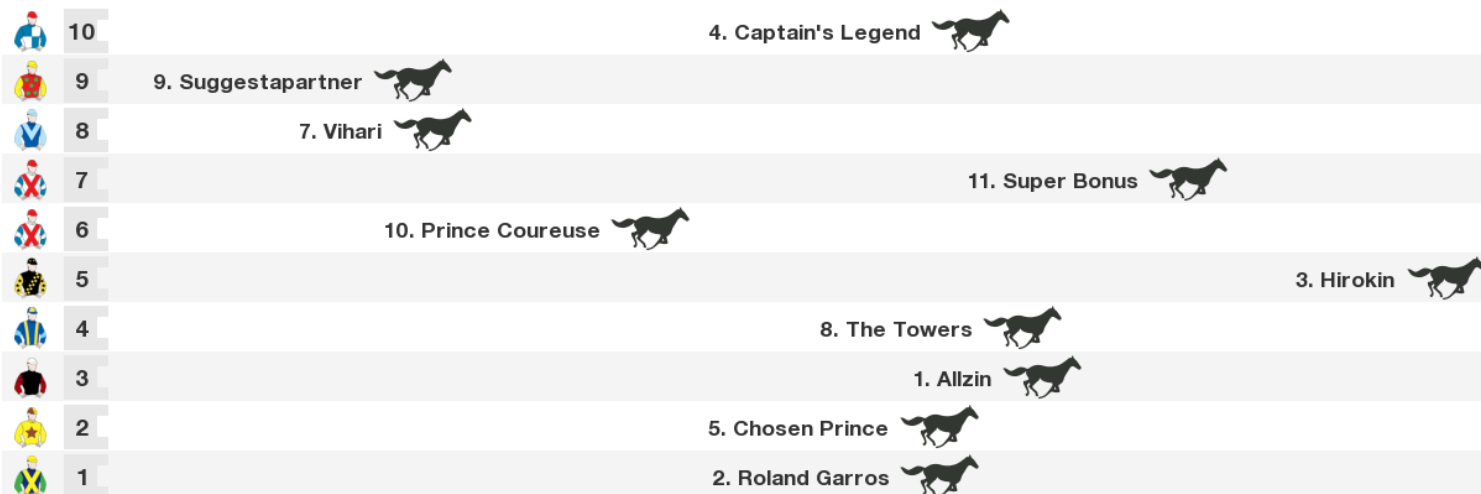 10 4. Captain's Legend
9 9. Suggestapartner
8 7. Vihari
7 11. Super Bonus
6 10. Prince Coureuse
5 3. Hirokin
4 8. The Towers
3 1. Allzin
2 5. Chosen Prince
1 2. Roland Garros